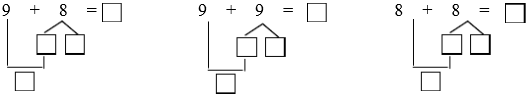 9 + 8 = □ 9 + 9 = □ 8 + 8 = □